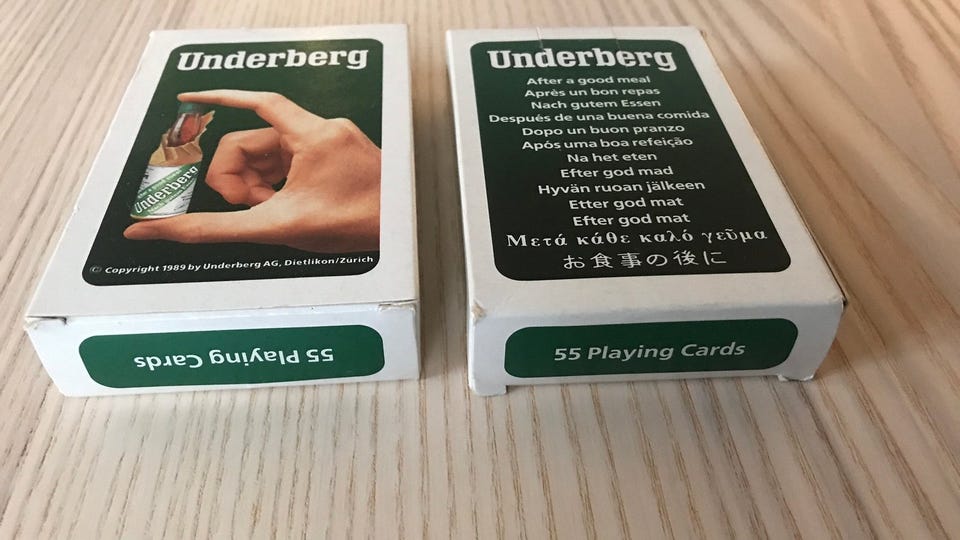 Underberg
Underberg
© Copyright 1989 by Underberg AG, Dietlikon/Zürich
55 Playing Cards
Underberg
After a good meal
Après un bon repas
Nach gutem Essen
Después de una buena comida
Dopo un buon pranzo
Após uma boa refeição
Na het eten
Efter god mad
Hyvän ruoan jälkeen
Etter god mat
Efter god mat
Μετά κάθε καλό γεῦμα
お食事の後に
55 Playing Cards